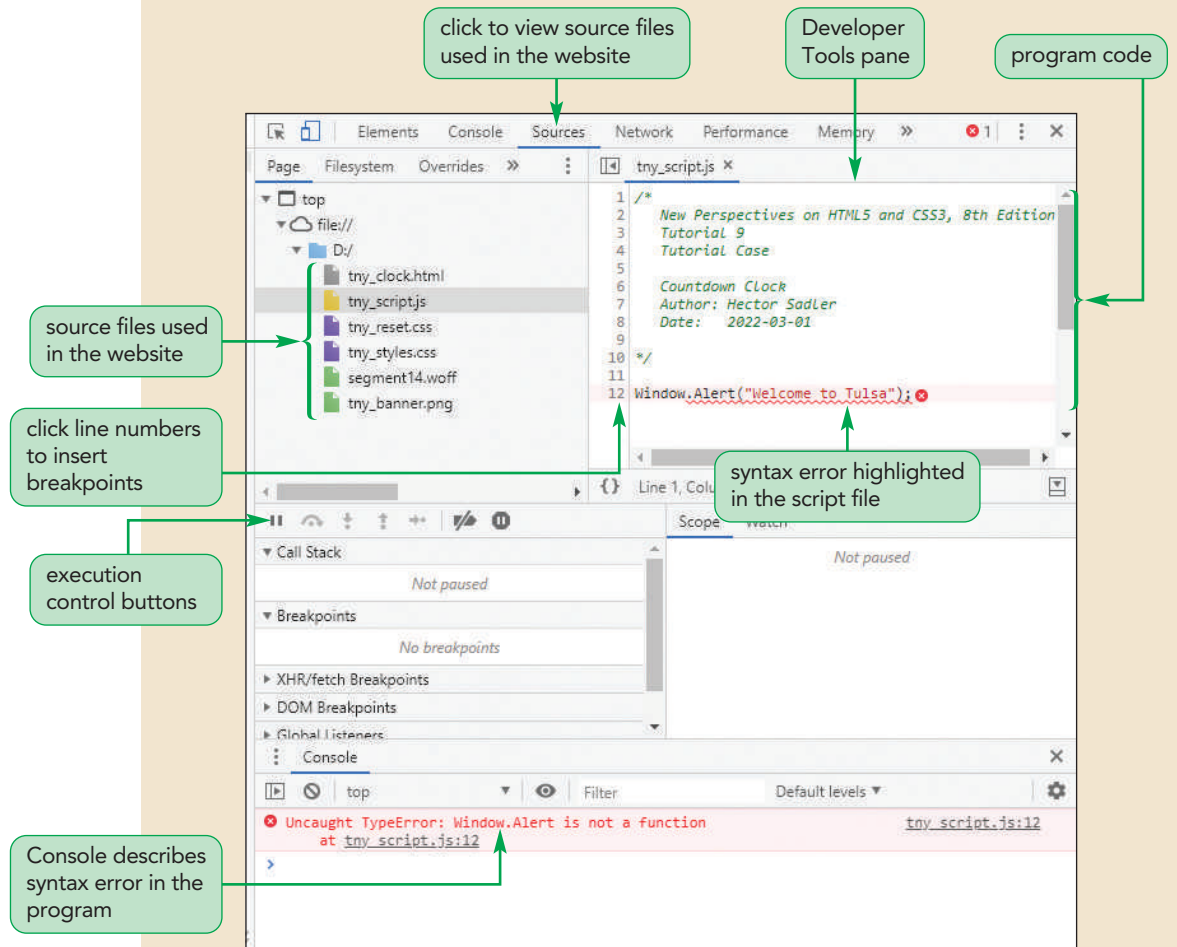 click to view source files
used in the website
Developer
Tools pane
program code
Elements Console Sources Network Performance Memory » 1
Page Filesystem Overrides » tny_script.js ×
top
file://
D:/
tny_clock.html
tny_script.js
tny_reset.css
tny_styles.css
segment14.woff
tny_banner.png
1 /*
2 New Perspectives on HTML5 and CSS3, 8th Edition
3 Tutorial 9
4 Tutorial Case
5
6 Countdown Clock
7 Author: Hector Sadler
8 Date: 2022-03-01
9
10 */
11
12 Window.Alert("Welcome to Tulsa");
source files used
in the website
click line numbers
to insert
breakpoints
syntax error highlighted
in the script file
{} Line 1,
execution
control buttons
Scope Watch
Call Stack
Not paused
Not paused
Breakpoints
No breakpoints
XHR/fetch Breakpoints
DOM Breakpoints
Global Listeners
Console
top Filter Default levels
Uncaught TypeError: Window.Alert is not a function tny_script.js:12
at tny_script.js:12
>
Console describes
syntax error in the
program